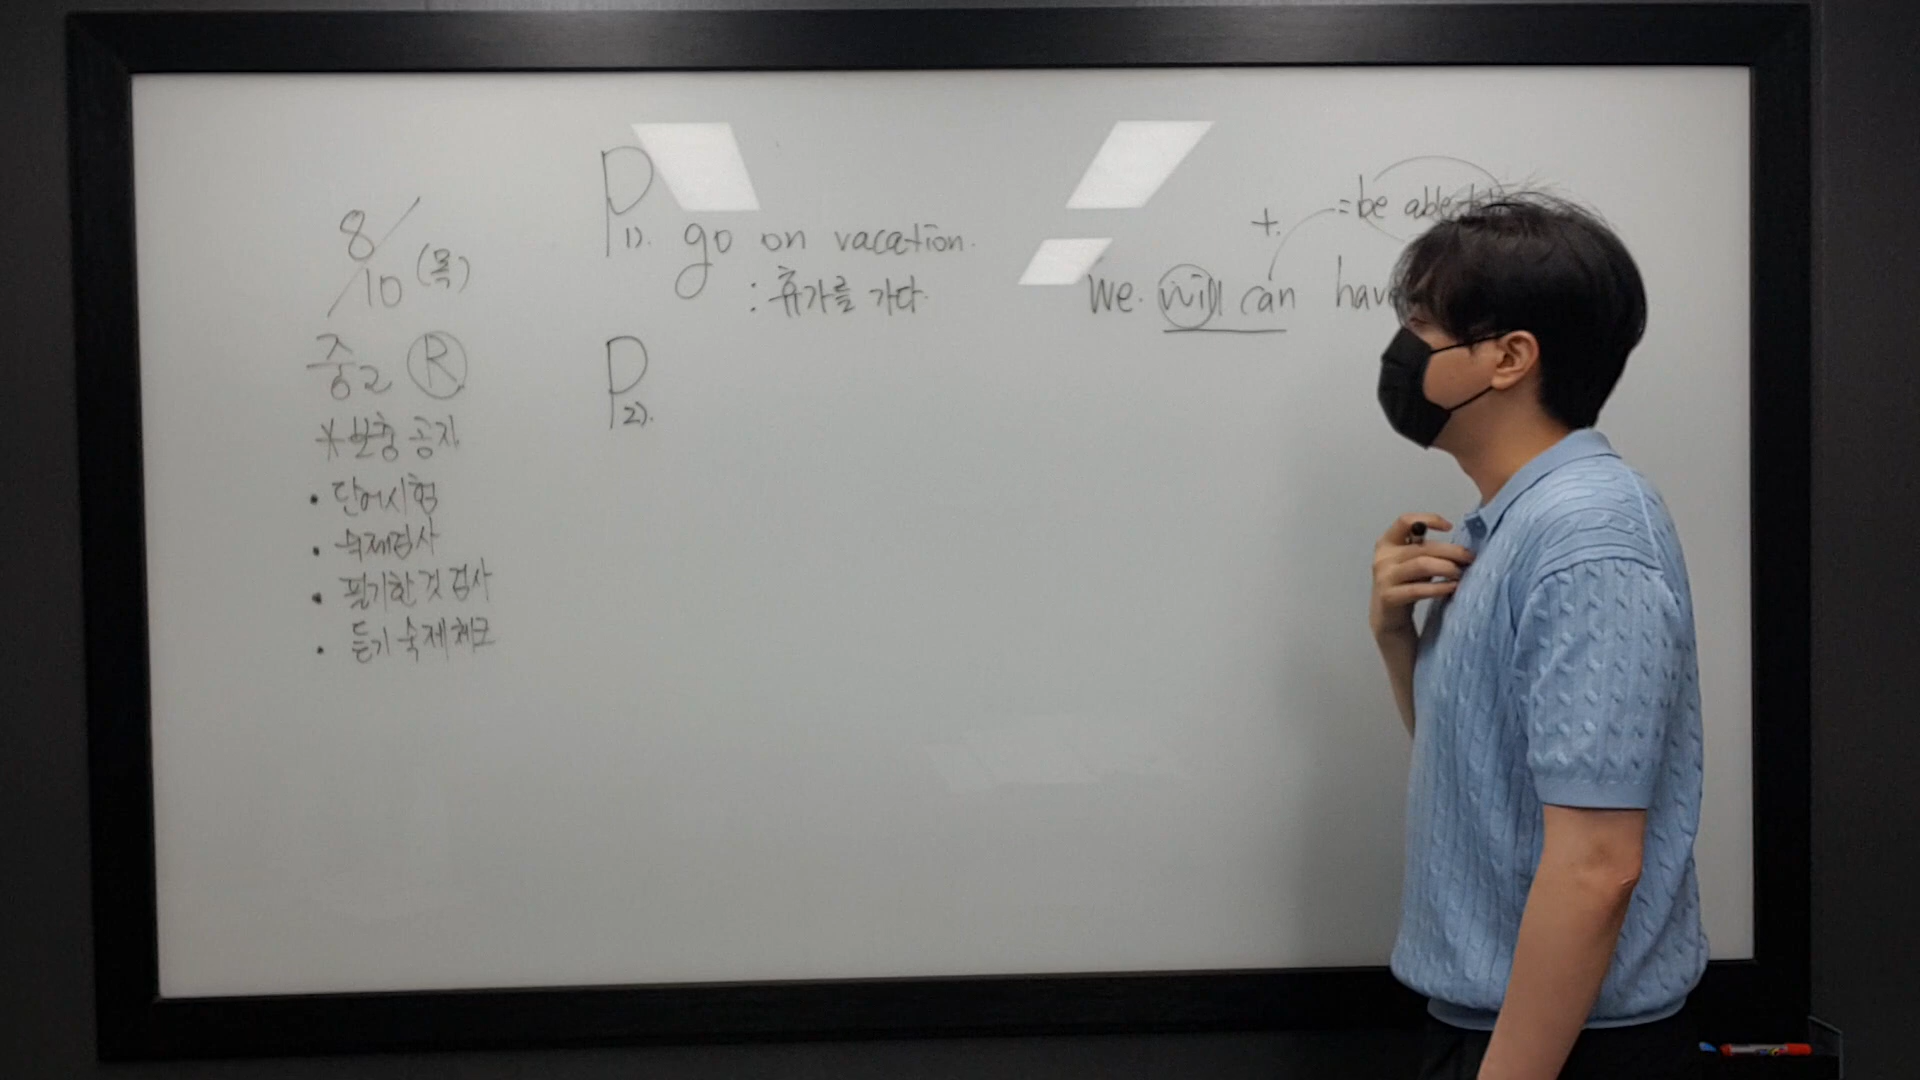 8/10 (목)
중2 Ⓡ
*보충 공지
• 단어시험
• 숙제검사
• 필기한 것 검사
• 듣기 숙제 체크
P1). go on vacation.
: 휴가를 가다.
P2).
+. =be able
We. will can have